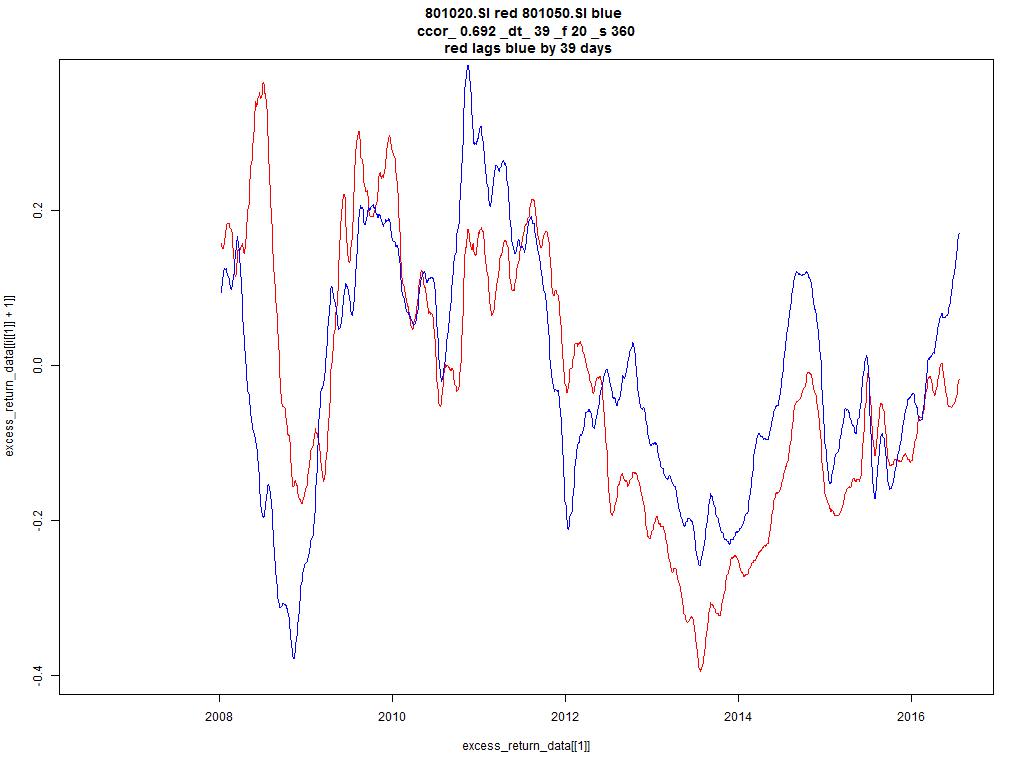 801020.SI red 801050.SI blue
ccor_ 0.692 _dt_ 39 _f 20 _s 360
red lags blue by 39 days
excess_return_data[[i[[1]] + 1]]
0.2
0.0
-0.2
-0.4
2008 2010 2012 2014 2016
excess_return_data[[1]]